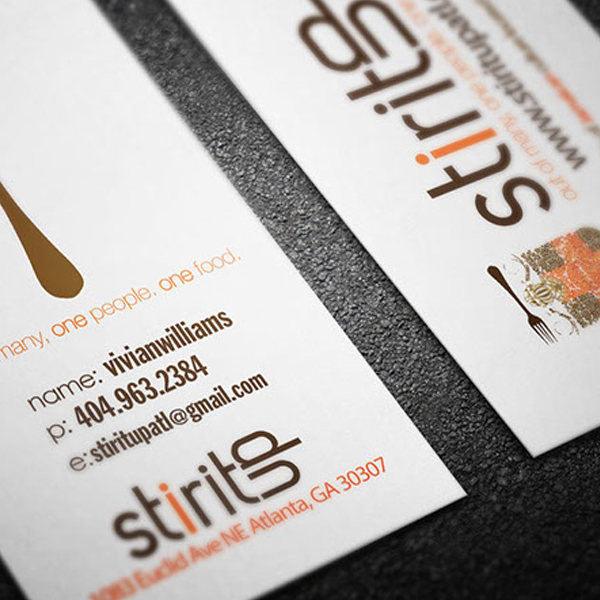 many, one people, one food.
name: vivianwilliams
p: 404.963.2384
e:stiritupatl@gmail.com
stiritup
1083 Euclid Ave NE Atlanta, GA 30307
stiritup
out of many, one people, one
www.stiritupatl